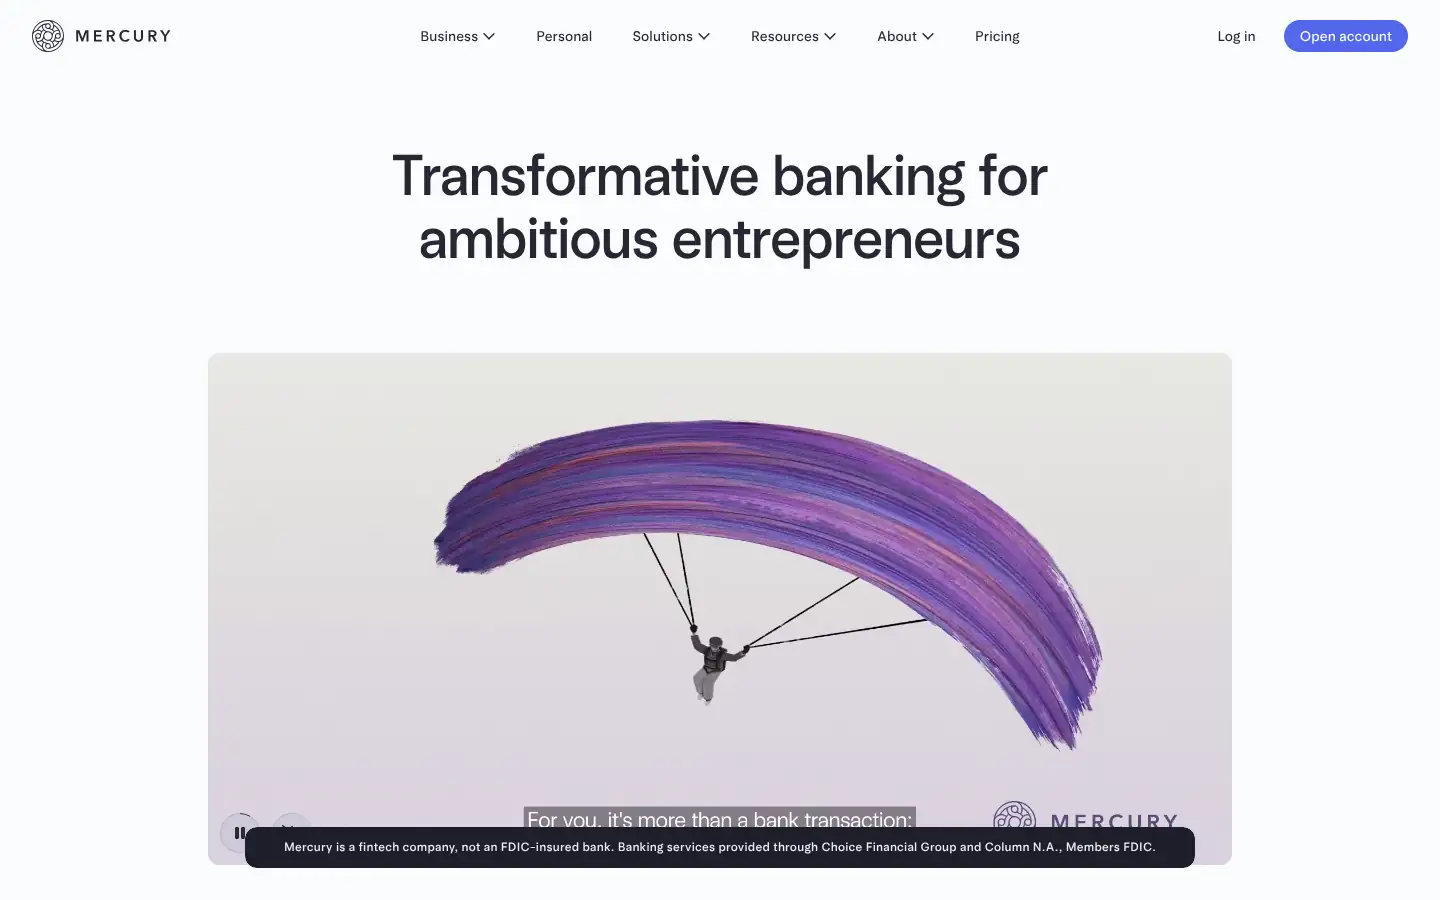 MERCURY
Business
Personal
Solutions
Resources
About
Pricing
Log in
Open account
Transformative banking for
ambitious entrepreneurs
For you, it's more than a bank transaction:
MERCURY
Mercury is a fintech company, not an FDIC-insured bank. Banking services provided through Choice Financial Group and Column N.A., Members FDIC.